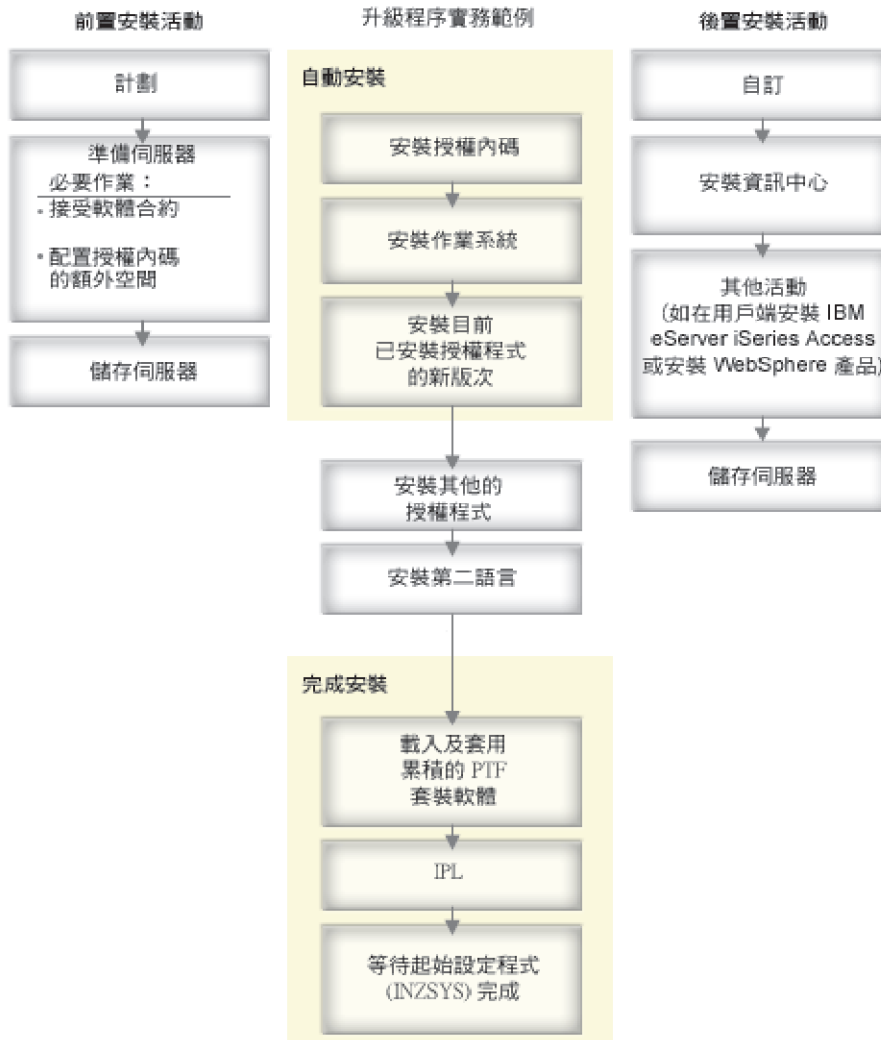 前置安裝活動
計劃
準備伺服器
必要作業：
• 接受軟體合約
• 配置授權內碼
的額外空間
儲存伺服器
升級程序實務範例
自動安裝
安裝授權內碼
安裝作業系統
安裝目前
已安裝授權程式
的新版次
安裝其他的
授權程式
安裝第二語言
完成安裝
載入及套用
累積的 PTF
套裝軟體
IPL
等待起始設定程式
(INZSYS) 完成
後置安裝活動
自訂
安裝資訊中心
其他活動
(如在用戶端安裝 IBM
eServer iSeries Access
或安裝 WebSphere 產品)
儲存伺服器